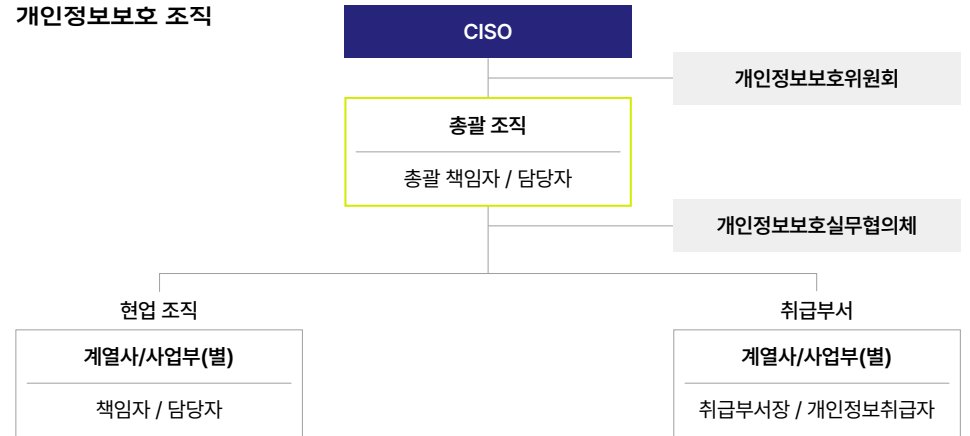 개인정보보호 조직
CISO
개인정보보호위원회
총괄 조직
총괄 책임자 / 담당자
개인정보보호실무협의체
현업 조직
취급부서
계열사/사업부(별)
계열사/사업부(별)
책임자 / 담당자
취급부서장 / 개인정보취급자